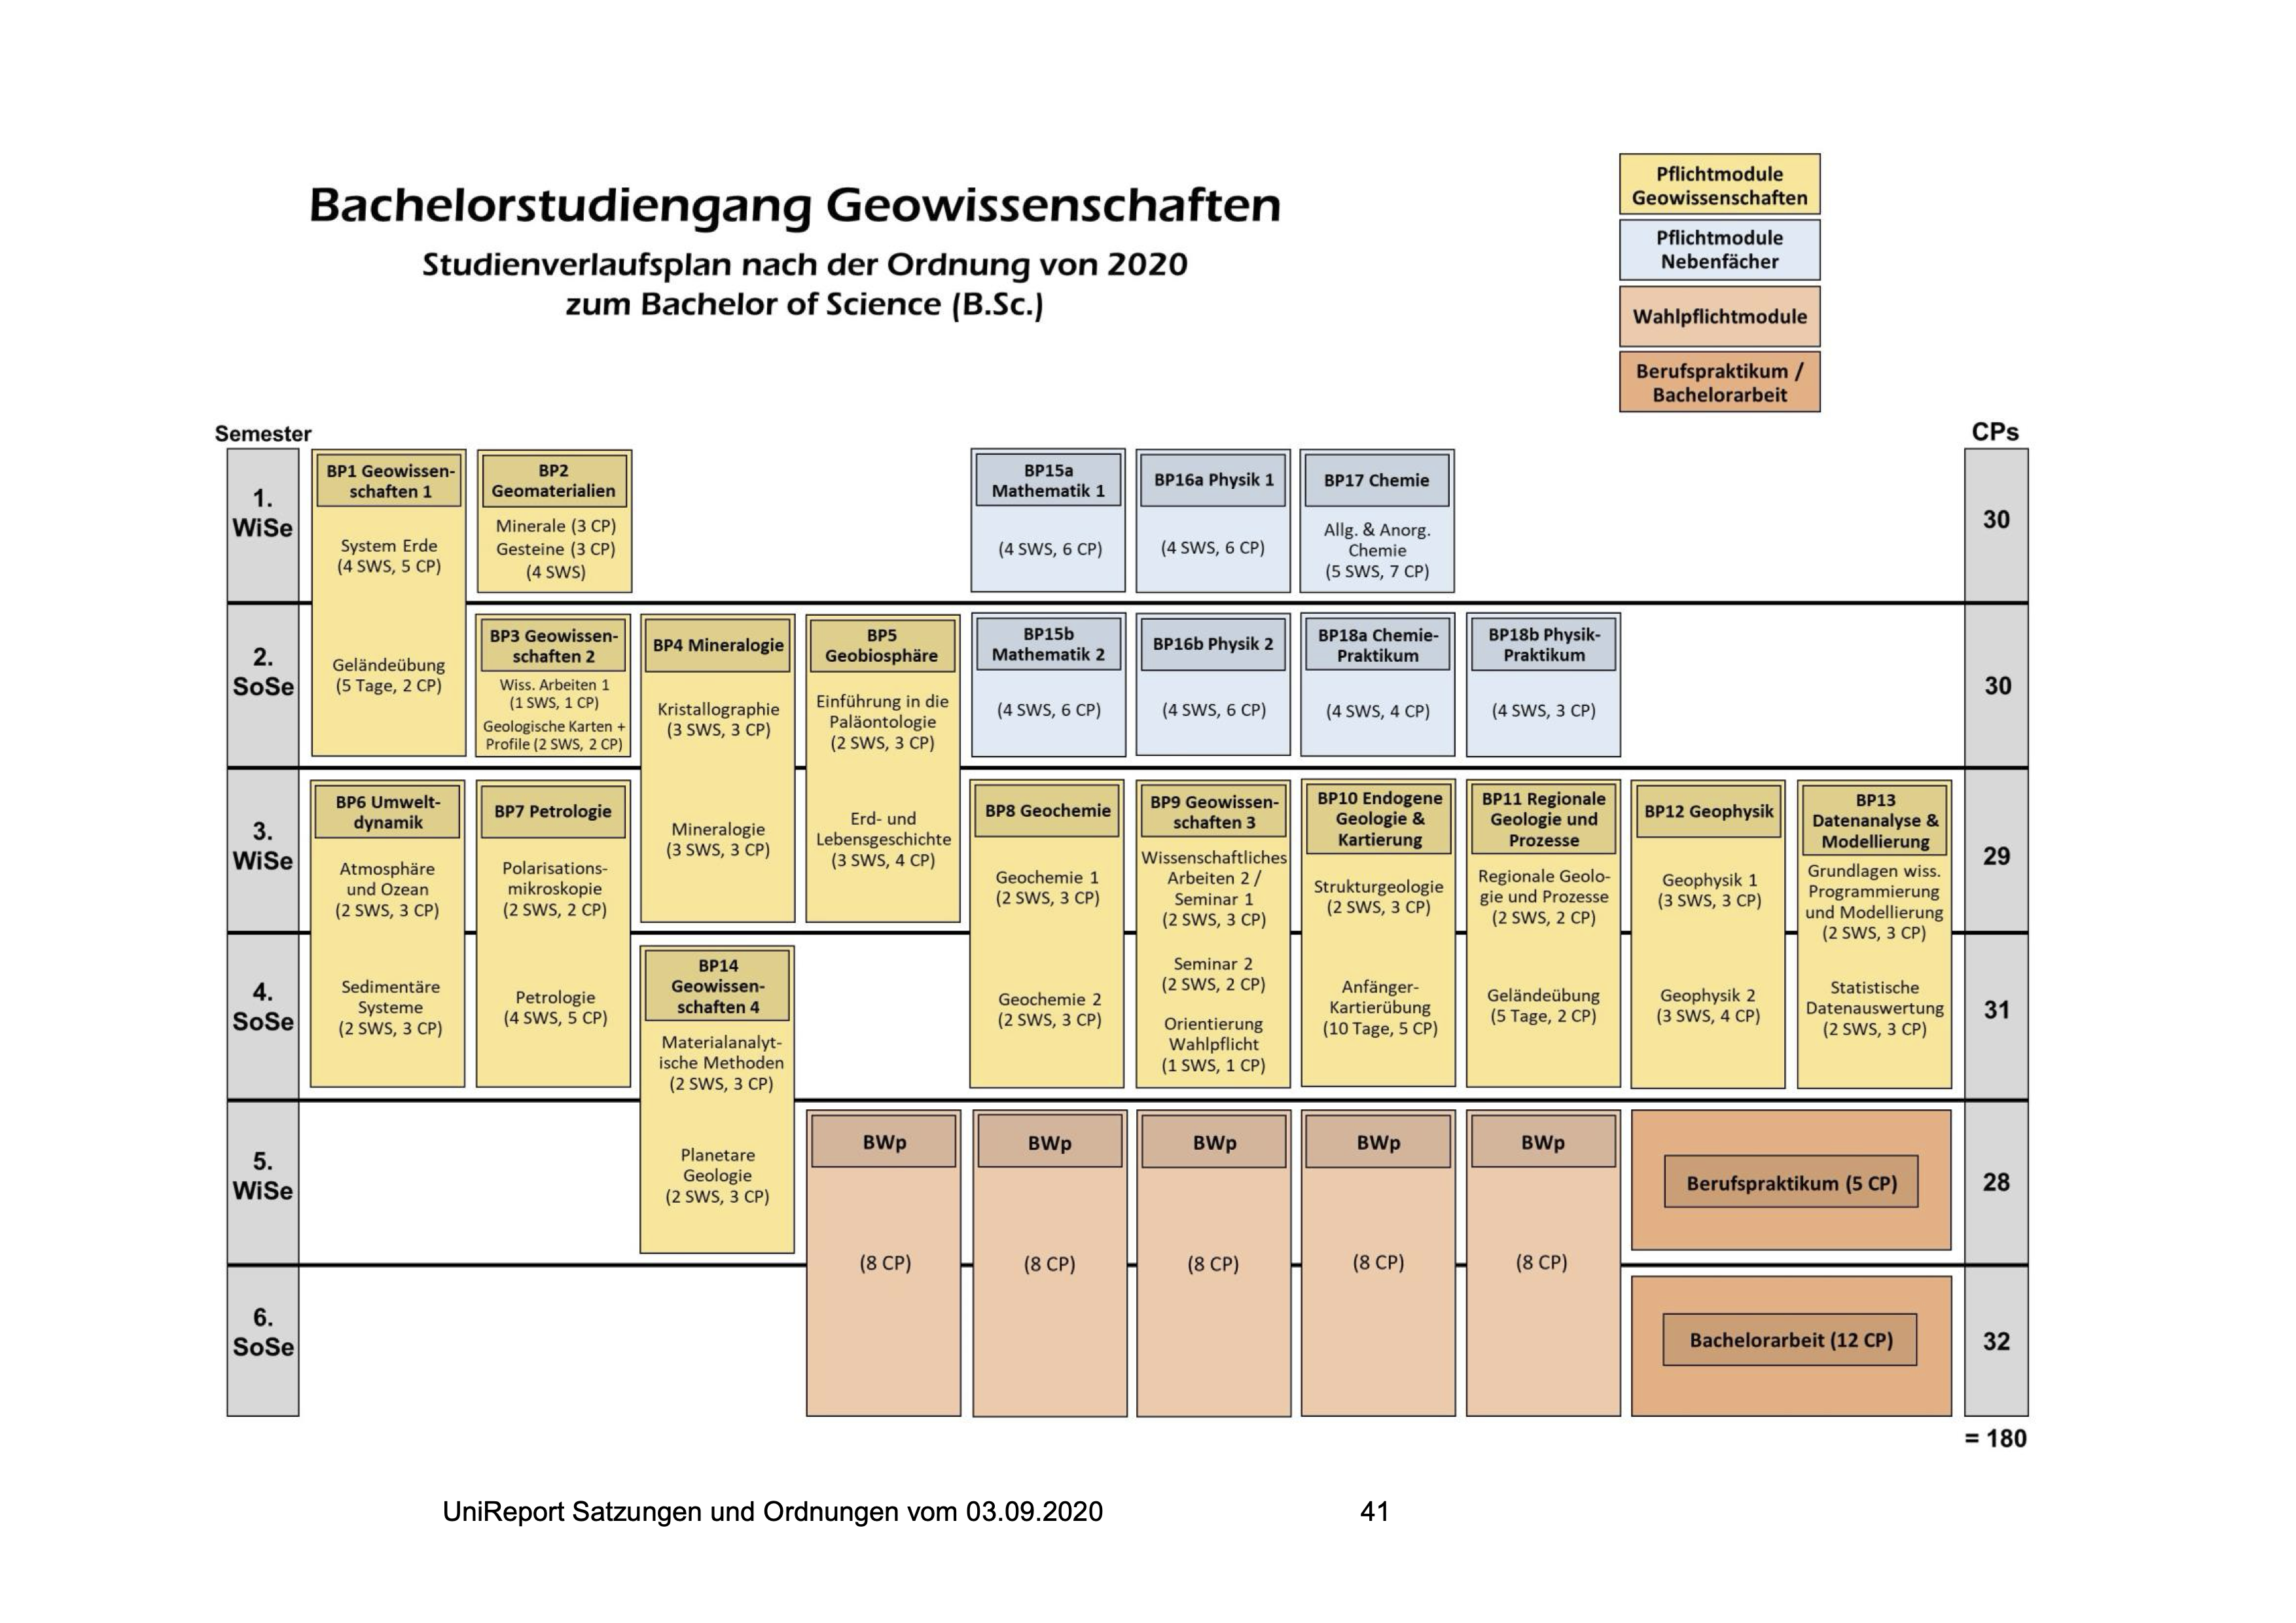 Bachelorstudiengang Geowissenschaften
Studienverlaufsplan nach der Ordnung von 2020
zum Bachelor of Science (B.Sc.)
Pflichtmodule
Geowissenschaften
Pflichtmodule
Nebenfächer
Wahlpflichtmodule
Berufspraktikum /
Bachelorarbeit
Semester
CPs
1.
WiSe
BP1 Geowissen-
schaften 1
System Erde
(4 SWS, 5 CP)
Geländeübung
(5 Tage, 2 CP)
BP2
Geomaterialien
Minerale (3 CP)
Gesteine (3 CP)
(4 SWS)
BP15a
Mathematik 1
(4 SWS, 6 CP)
BP16a Physik 1
(4 SWS, 6 CP)
BP17 Chemie
Allg. & Anorg.
Chemie
(5 SWS, 7 CP)
30
2.
SoSe
BP3 Geowissen-
schaften 2
Wiss. Arbeiten 1
(1 SWS, 1 CP)
Geologische Karten +
Profile (2 SWS, 2 CP)
BP4 Mineralogie
Kristallographie
(3 SWS, 3 CP)
Mineralogie
(3 SWS, 3 CP)
BP5
Geobiosphäre
Einführung in die
Paläontologie
(2 SWS, 3 CP)
Erd- und
Lebensgeschichte
(3 SWS, 4 CP)
BP15b
Mathematik 2
(4 SWS, 6 CP)
BP16b Physik 2
(4 SWS, 6 CP)
BP18a Chemie-
Praktikum
(4 SWS, 4 CP)
BP18b Physik-
Praktikum
(4 SWS, 3 CP)
30
3.
WiSe
BP6 Umwelt-
dynamik
Atmosphäre
und Ozean
(2 SWS, 3 CP)
Sedimentäre
Systeme
(2 SWS, 3 CP)
BP7 Petrologie
Polarisations-
mikroskopie
(2 SWS, 2 CP)
Petrologie
(4 SWS, 5 CP)
BP8 Geochemie
Geochemie 1
(2 SWS, 3 CP)
Geochemie 2
(2 SWS, 3 CP)
BP9 Geowissen-
schaften 3
Wissenschaftliches
Arbeiten 2 /
Seminar 1
(2 SWS, 3 CP)
Seminar 2
(2 SWS, 2 CP)
Orientierung
Wahlpflicht
(1 SWS, 1 CP)
BP10 Endogene
Geologie &
Kartierung
Strukturgeologie
(2 SWS, 3 CP)
Anfänger-
Kartierübung
(10 Tage, 5 CP)
BP11 Regionale
Geologie und
Prozesse
Regionale Geolo-
gie und Prozesse
(2 SWS, 2 CP)
Geländeübung
(5 Tage, 2 CP)
BP12 Geophysik
Geophysik 1
(3 SWS, 3 CP)
Geophysik 2
(3 SWS, 4 CP)
BP13
Datenanalyse &
Modellierung
Grundlagen wiss.
Programmierung
und Modellierung
(2 SWS, 3 CP)
Statistische
Datenauswertung
(2 SWS, 3 CP)
29
4.
SoSe
BP14
Geowissen-
schaften 4
Materialanalyt-
ische Methoden
(2 SWS, 3 CP)
Planetare
Geologie
(2 SWS, 3 CP)
31
5.
WiSe
BWp
(8 CP)
BWp
(8 CP)
BWp
(8 CP)
BWp
(8 CP)
BWp
(8 CP)
Berufspraktikum (5 CP)
28
6.
SoSe
Bachelorarbeit (12 CP)
32
= 180
UniReport Satzungen und Ordnungen vom 03.09.2020 41